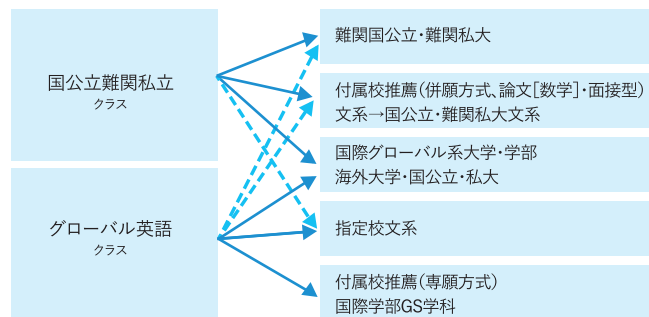 国公立難関私立
クラス
グローバル英語
クラス
難関国公立・難関私大
付属校推薦（併願方式、論文［数学］・面接型）
文系→国公立・難関私大文系
国際グローバル系大学・学部
海外大学・国公立・私大
指定校文系
付属校推薦（専願方式）
国際学部GS学科